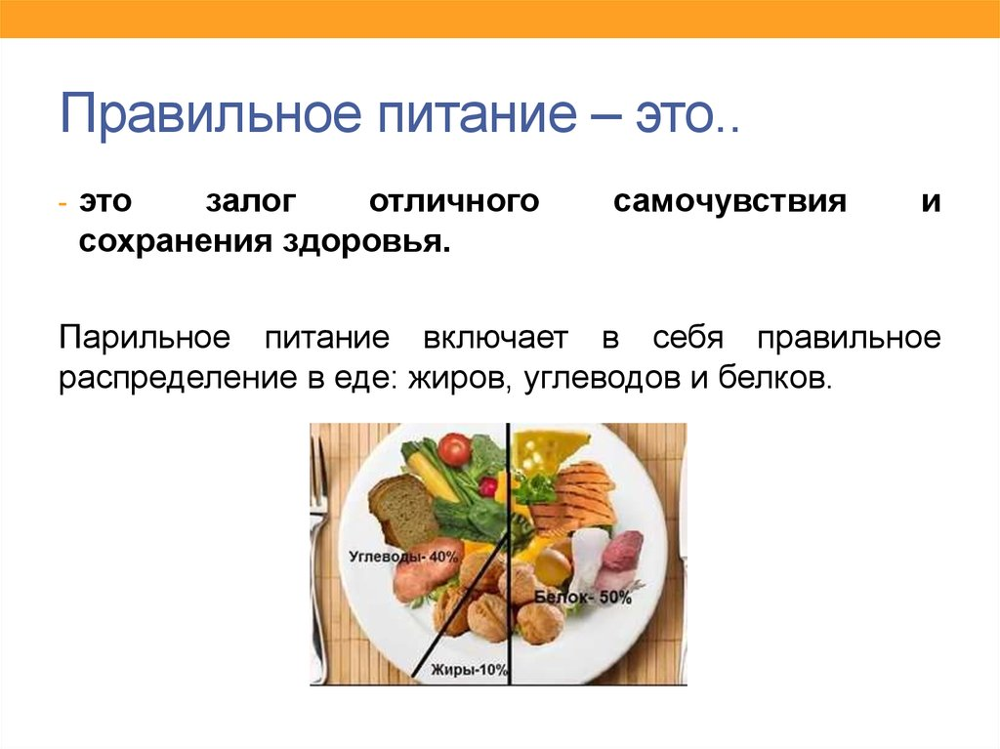 Правильное питание – это..
- это залог отличного самочувствия и
сохранения здоровья.
Парильное питание включает в себя правильное
распределение в еде: жиров, углеводов и белков.
Углеводы- 40%
Белок- 50%
Жиры-10%